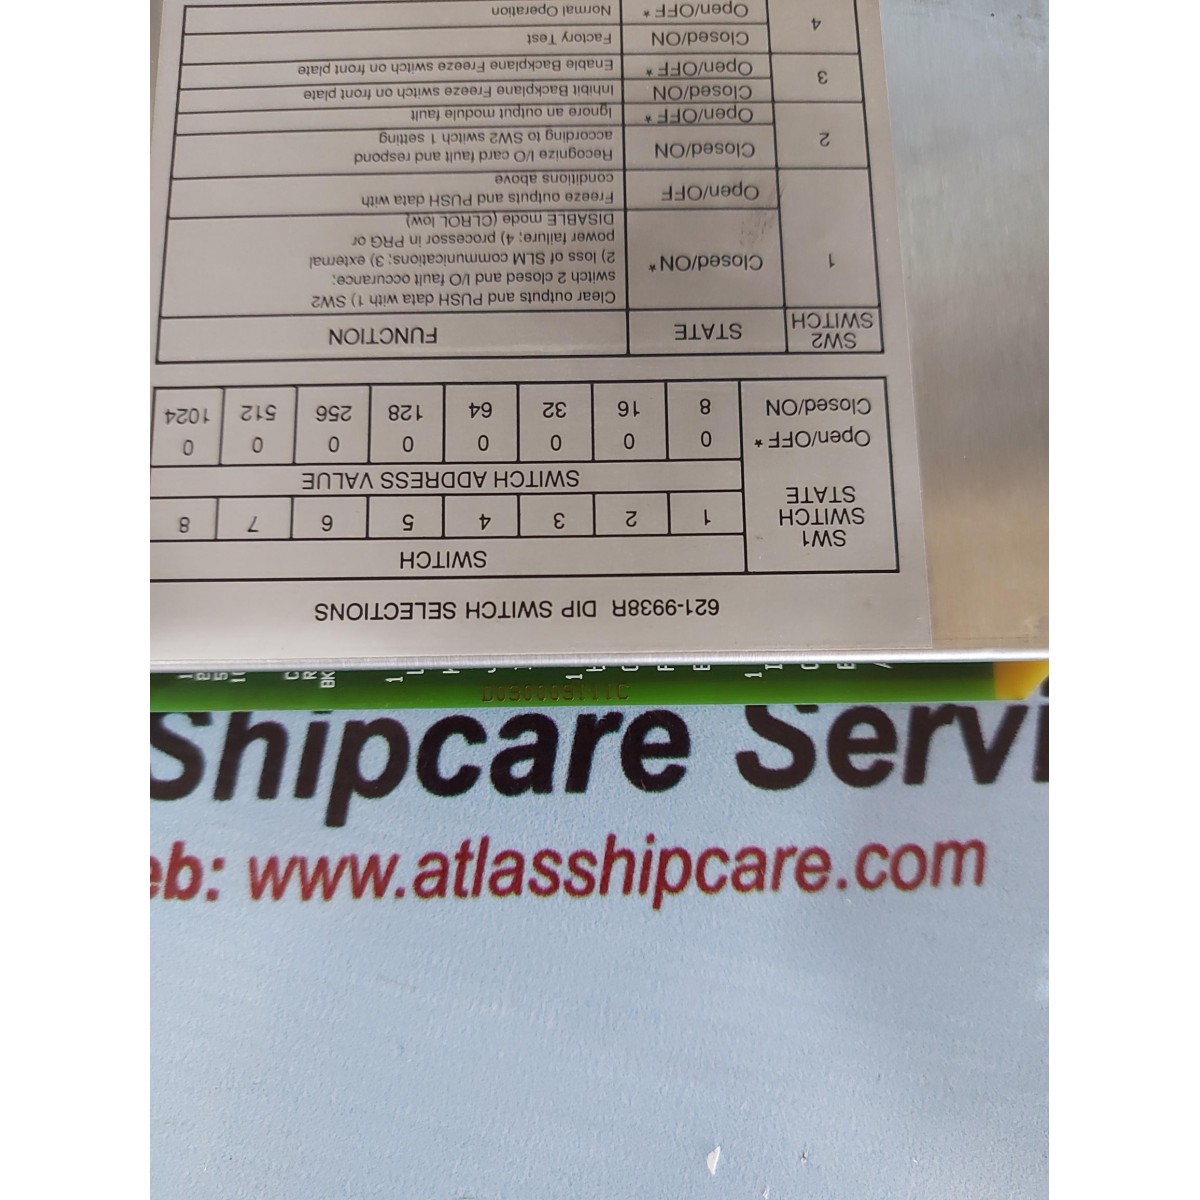 621-9938R DIP SWITCH SELECTIONS
SW1 SWITCH STATE
SWITCH
1 2 3 4 5 6 7 8
SWITCH ADDRESS VALUE
Open/OFF * 0 0 0 0 0 0 0 0
Closed/ON 8 16 32 64 128 256 512 1024
SW2 SWITCH STATE FUNCTION
1 Closed/ON* Clear outputs and PUSH data with 1) SW2
switch 2 closed and I/O fault occurance;
2) loss of SLM communications; 3) external
power failure; 4) processor in PRG or
DISABLE mode (CLROL low)
Open/OFF Freeze outputs and PUSH data with
conditions above
2 Closed/ON Recognize I/O card fault and respond
according to SW2 switch 1 setting
Open/OFF * Ignore an output module fault
3 Closed/ON Inhibit Backplane Freeze switch on front plate
Open/OFF * Enable Backplane Freeze switch on front plate
4 Closed/ON Factory Test
Open/OFF * Normal Operation
Shipcare Servi
eb: www.atlasshipcare.com